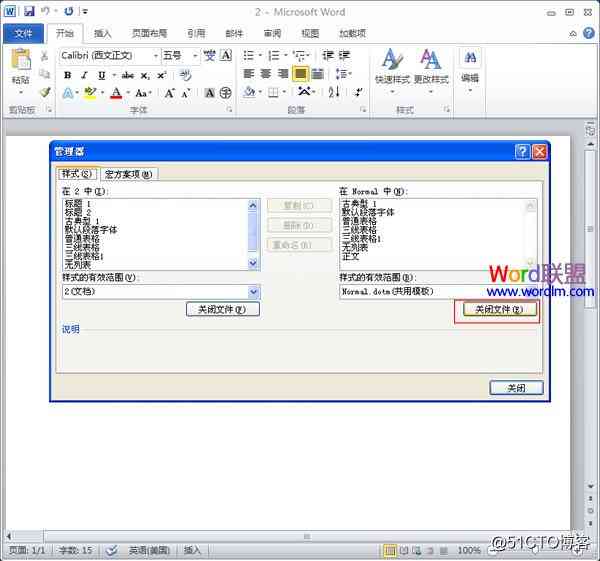 2 - Microsoft Word
文件 开始 插入 页面布局 引用 邮件 审阅 视图 加载项
Calibri (西文正文) 五号
粘贴 快速样式 更改样式 编辑
剪贴板 字体 段落 样式
管理器
样式(S) 宏方案项(M)
在 2 中(I): 在 Normal 中(N):
标题 1
标题 2
古典型 1
默认段落字体
普通表格
三线表格
三线表格1
无列表
复制(C)
删除(D)
重命名(R)
古典型 1
默认段落字体
普通表格
三线表格
三线表格1
无列表
正文
样式的有效范围(V): 样式的有效范围(B):
2(文档) Normal.dotm(共用模板)
关闭文件(F) 关闭文件(E)
Word联盟
www.wordlm.com
说明
关闭
页面: 1/1 字数: 15 英语(美国) 插入 100%
@51CTO博客